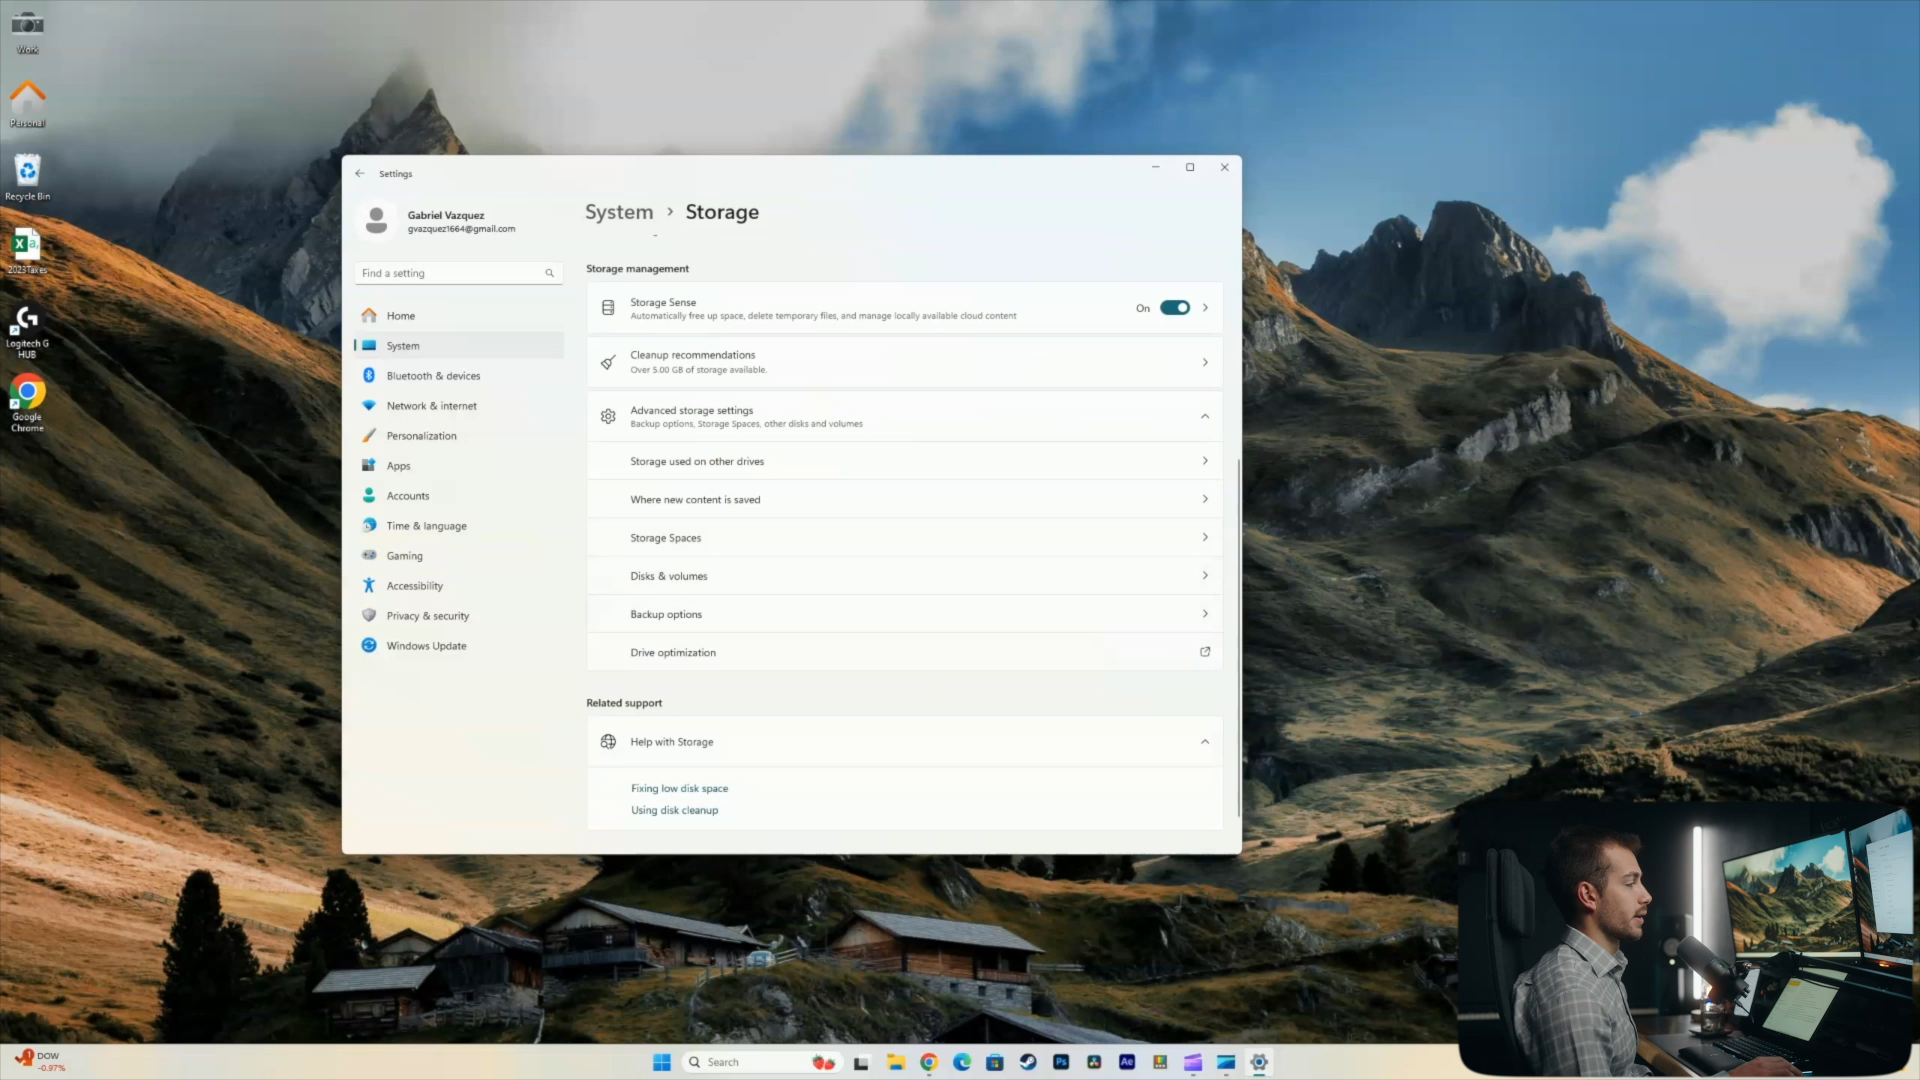 Work
Personal
Recycle Bin
2023Taxes
Logitech G
HUB
Google
Chrome
Settings
Gabriel Vazquez
gvazquez1664@gmail.com
Find a setting
Home
System
Bluetooth & devices
Network & internet
Personalization
Apps
Accounts
Time & language
Gaming
Accessibility
Privacy & security
Windows Update
System > Storage
Storage management
Storage Sense
Automatically free up space, delete temporary files, and manage locally available cloud content
On
Cleanup recommendations
Over 5.00 GB of storage available.
Advanced storage settings
Backup options, Storage Spaces, other disks and volumes
Storage used on other drives
Where new content is saved
Storage Spaces
Disks & volumes
Backup options
Drive optimization
Related support
Help with Storage
Fixing low disk space
Using disk cleanup
1
DOW
-0.97%
Search
Ps
Ae